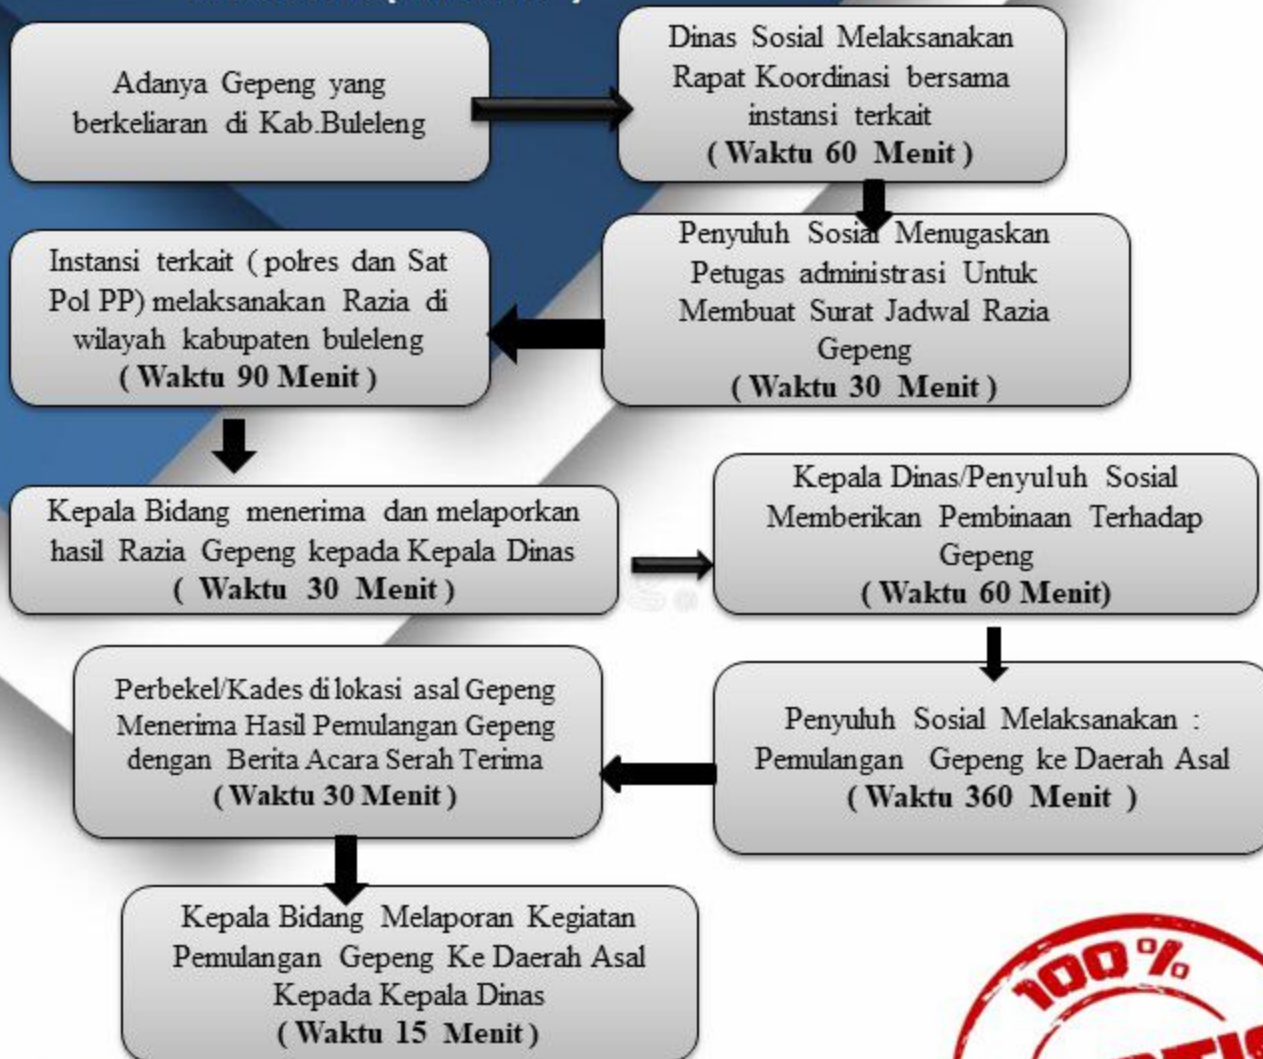 Adanya Gepeng yang
berkeliaran di Kab.Buleleng
Dinas Sosial Melaksanakan
Rapat Koordinasi bersama
instansi terkait
( Waktu 60 Menit )
Penyuluh Sosial Menugaskan
Petugas administrasi Untuk
Membuat Surat Jadwal Razia
Gepeng
( Waktu 30 Menit )
Instansi terkait ( polres dan Sat
Pol PP) melaksanakan Razia di
wilayah kabupaten buleleng
( Waktu 90 Menit )
Kepala Bidang menerima dan melaporkan
hasil Razia Gepeng kepada Kepala Dinas
( Waktu 30 Menit )
Kepala Dinas/Penyuluh Sosial
Memberikan Pembinaan Terhadap
Gepeng
( Waktu 60 Menit)
Penyuluh Sosial Melaksanakan :
Pemulangan Gepeng ke Daerah Asal
( Waktu 360 Menit )
Perbekel/Kades di lokasi asal Gepeng
Menerima Hasil Pemulangan Gepeng
dengan Berita Acara Serah Terima
( Waktu 30 Menit )
Kepala Bidang Melaporan Kegiatan
Pemulangan Gepeng Ke Daerah Asal
Kepada Kepala Dinas
( Waktu 15 Menit )
100%